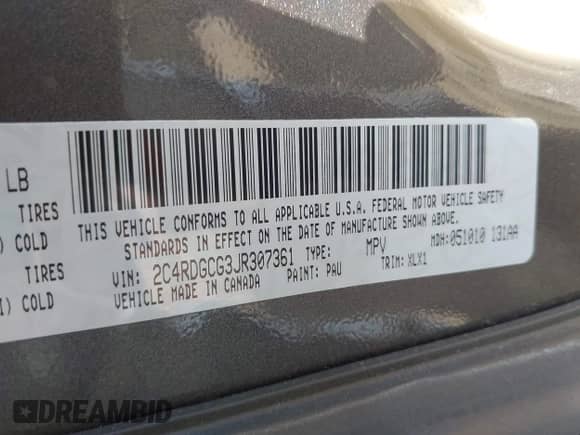 LB
TIRES
) COLD
TIRES
I) COLD
THIS VEHICLE CONFORMS TO ALL APPLICABLE U.S.A. FEDERAL MOTOR VEHICLE SAFETY
STANDARDS IN EFFECT ON THE DATE OF MANUFACTURE SHOWN ABOVE.
VIN: 2C4RDGCG3JR307361 TYPE: MPV MDH:051010 131AA
VEHICLE MADE IN CANADA PAINT: PAU TRIM: XLX1
DREAMBID